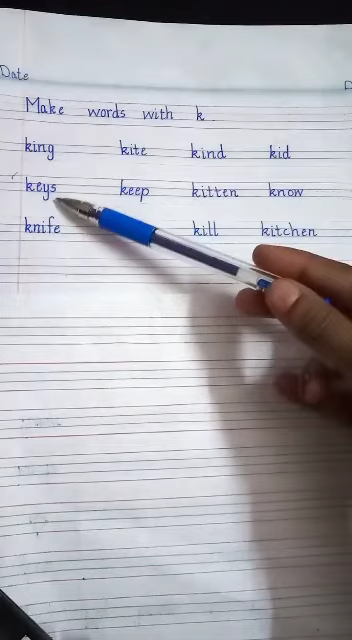 Date
Make words with k
king kite kind kid
keys keep kitten know
knife kill kitchen